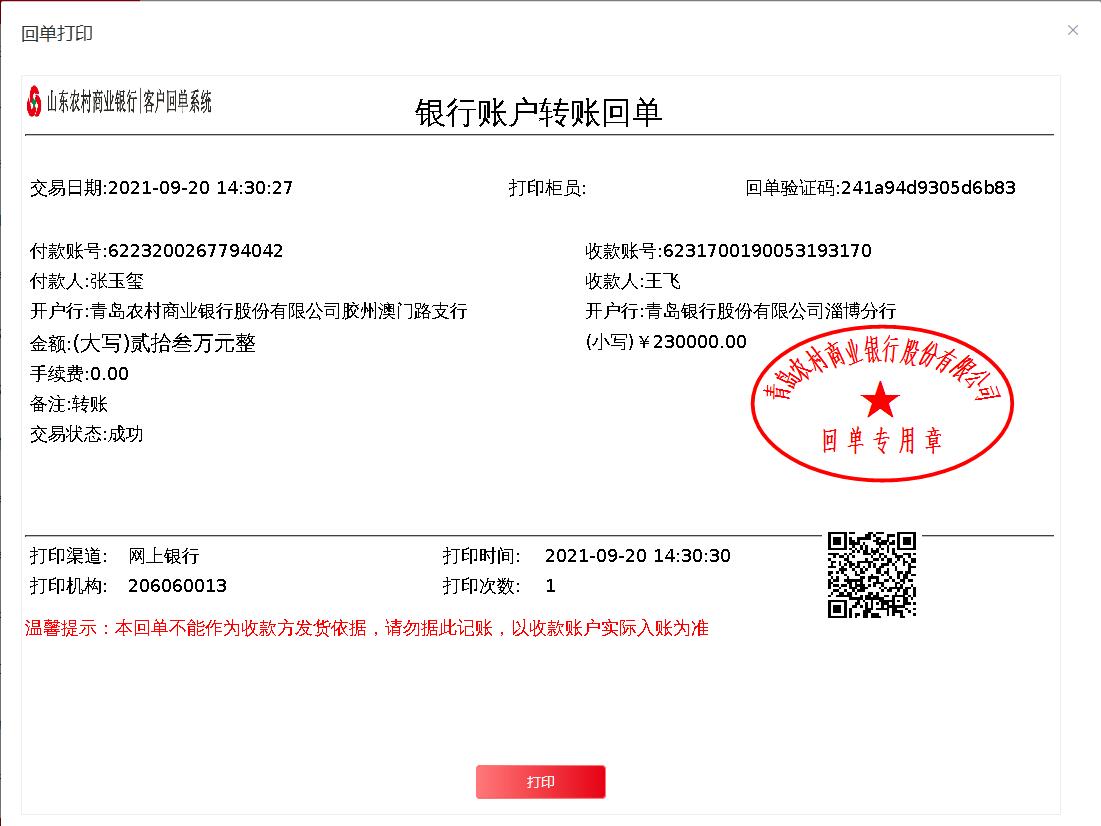 回单打印
山东农村商业银行|客户回单系统
银行账户转账回单
交易日期:2021-09-20 14:30:27 打印柜员: 回单验证码:241a94d9305d6b83
付款账号:6223200267794042 收款账号:6231700190053193170
付款人:张玉玺 收款人:王飞
开户行:青岛农村商业银行股份有限公司胶州澳门路支行 开户行:青岛银行股份有限公司淄博分行
金额:(大写)贰拾叁万元整 (小写)￥230000.00
手续费:0.00
备注:转账
交易状态:成功
青岛农村商业银行股份有限公司
回单专用章
打印渠道: 网上银行 打印时间: 2021-09-20 14:30:30
打印机构: 206060013 打印次数: 1
温馨提示：本回单不能作为收款方发货依据，请勿据此记账，以收款账户实际入账为准
打印